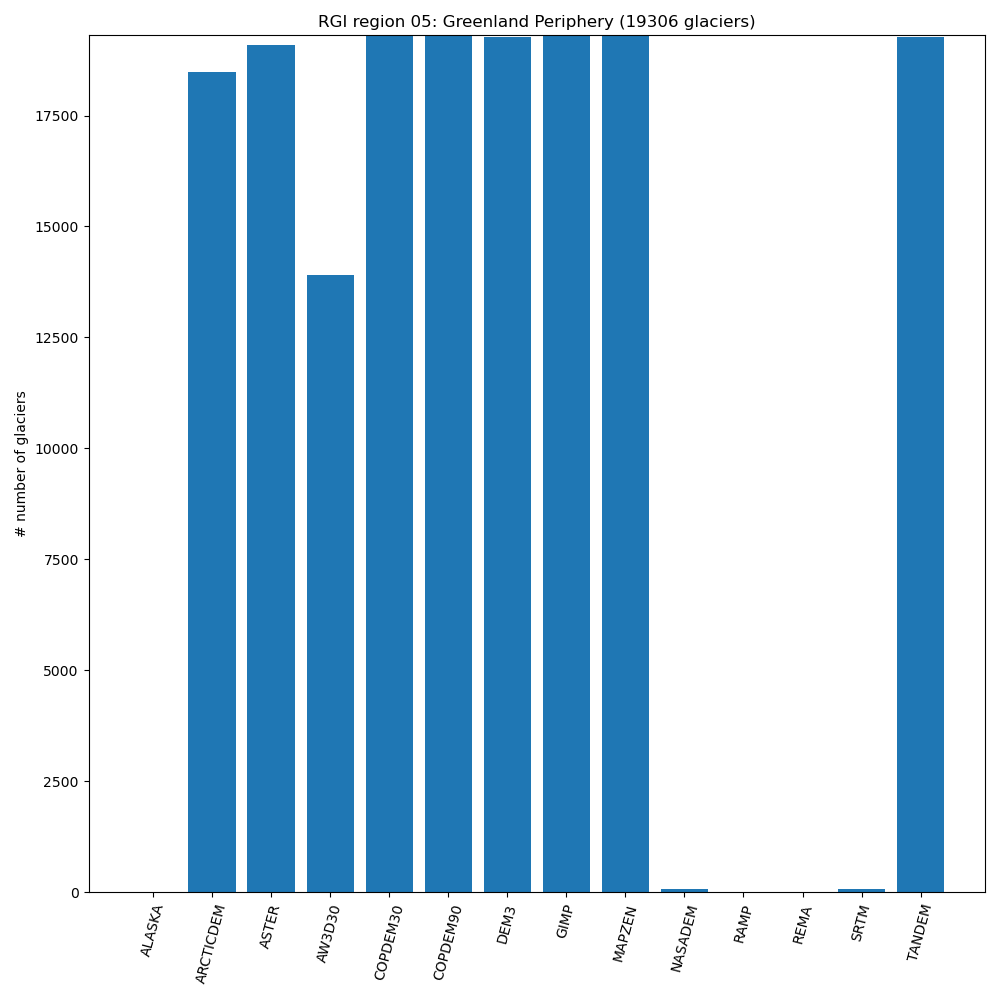 RGI region 05: Greenland Periphery (19306 glaciers)
# number of glaciers
17500
15000
12500
10000
7500
5000
2500
0
ALASKA
ARCTICDEM
ASTER
AW3D30
COPDEM30
COPDEM90
DEM3
GIMP
MAPZEN
NASADEM
RAMP
REMA
SRTM
TANDEM